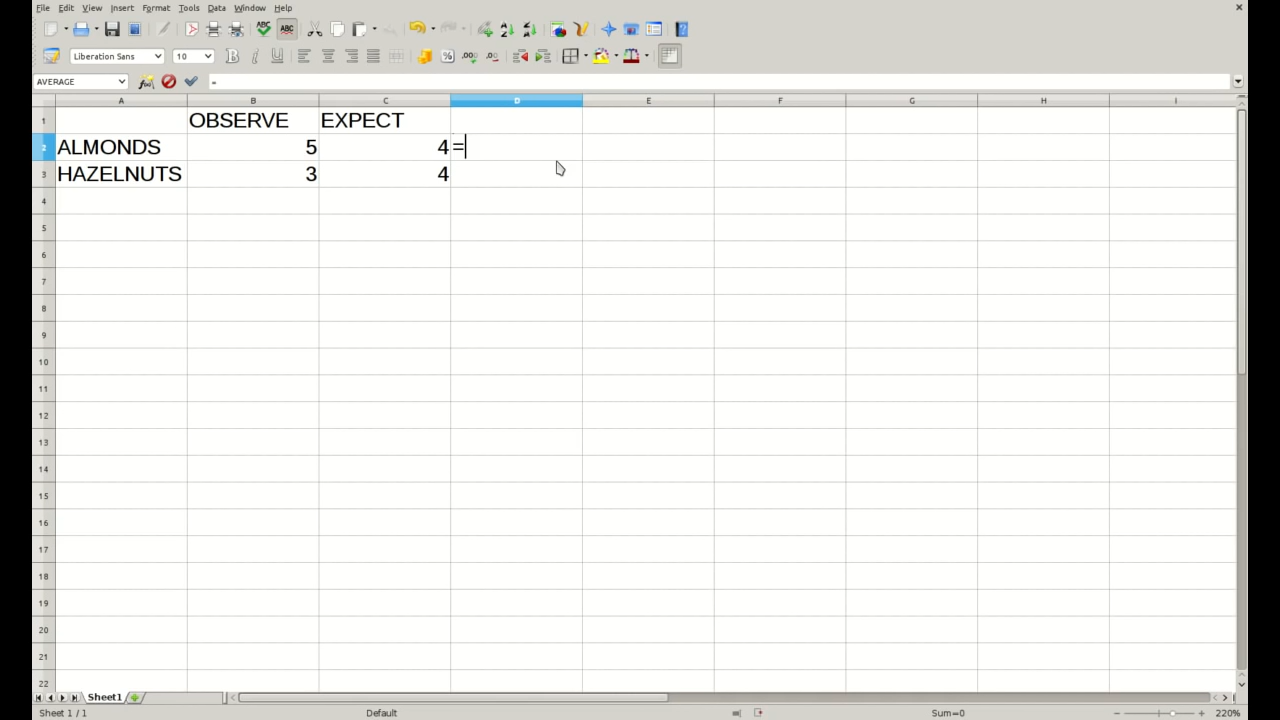 File Edit View Insert Format Tools Data Window Help
Liberation Sans 10
AVERAGE =
A B C D E F G H I
1 OBSERVE EXPECT
2 ALMONDS 5 4 =
3 HAZELNUTS 3 4
4
5
6
7
8
9
10
11
12
13
14
15
16
17
18
19
20
21
22
Sheet1
Sheet 1 / 1 Default Sum=0 220%